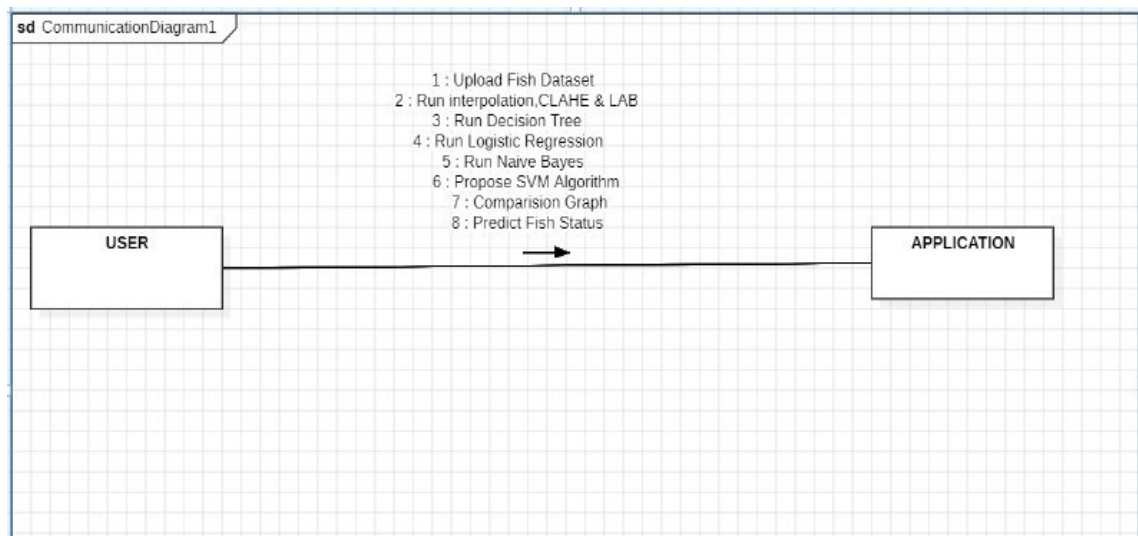 sd CommunicationDiagram1
1 : Upload Fish Dataset
2 : Run interpolation,CLAHE & LAB
3 : Run Decision Tree
4 : Run Logistic Regression
5 : Run Naive Bayes
6 : Propose SVM Algorithm
7 : Comparision Graph
8 : Predict Fish Status
USER
APPLICATION